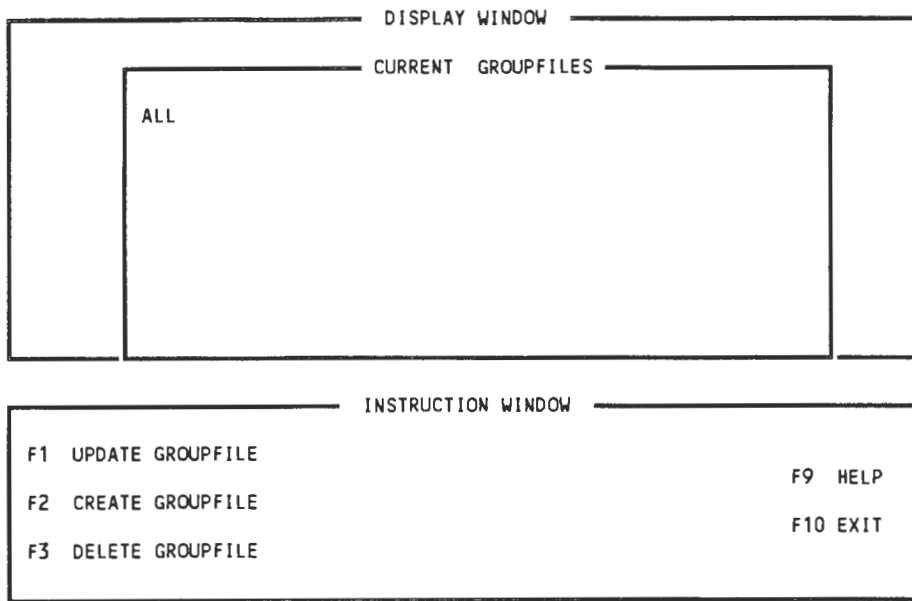 DISPLAY WINDOW
CURRENT GROUPFILES
ALL
INSTRUCTION WINDOW
F1 UPDATE GROUPFILE
F9 HELP
F2 CREATE GROUPFILE
F10 EXIT
F3 DELETE GROUPFILE